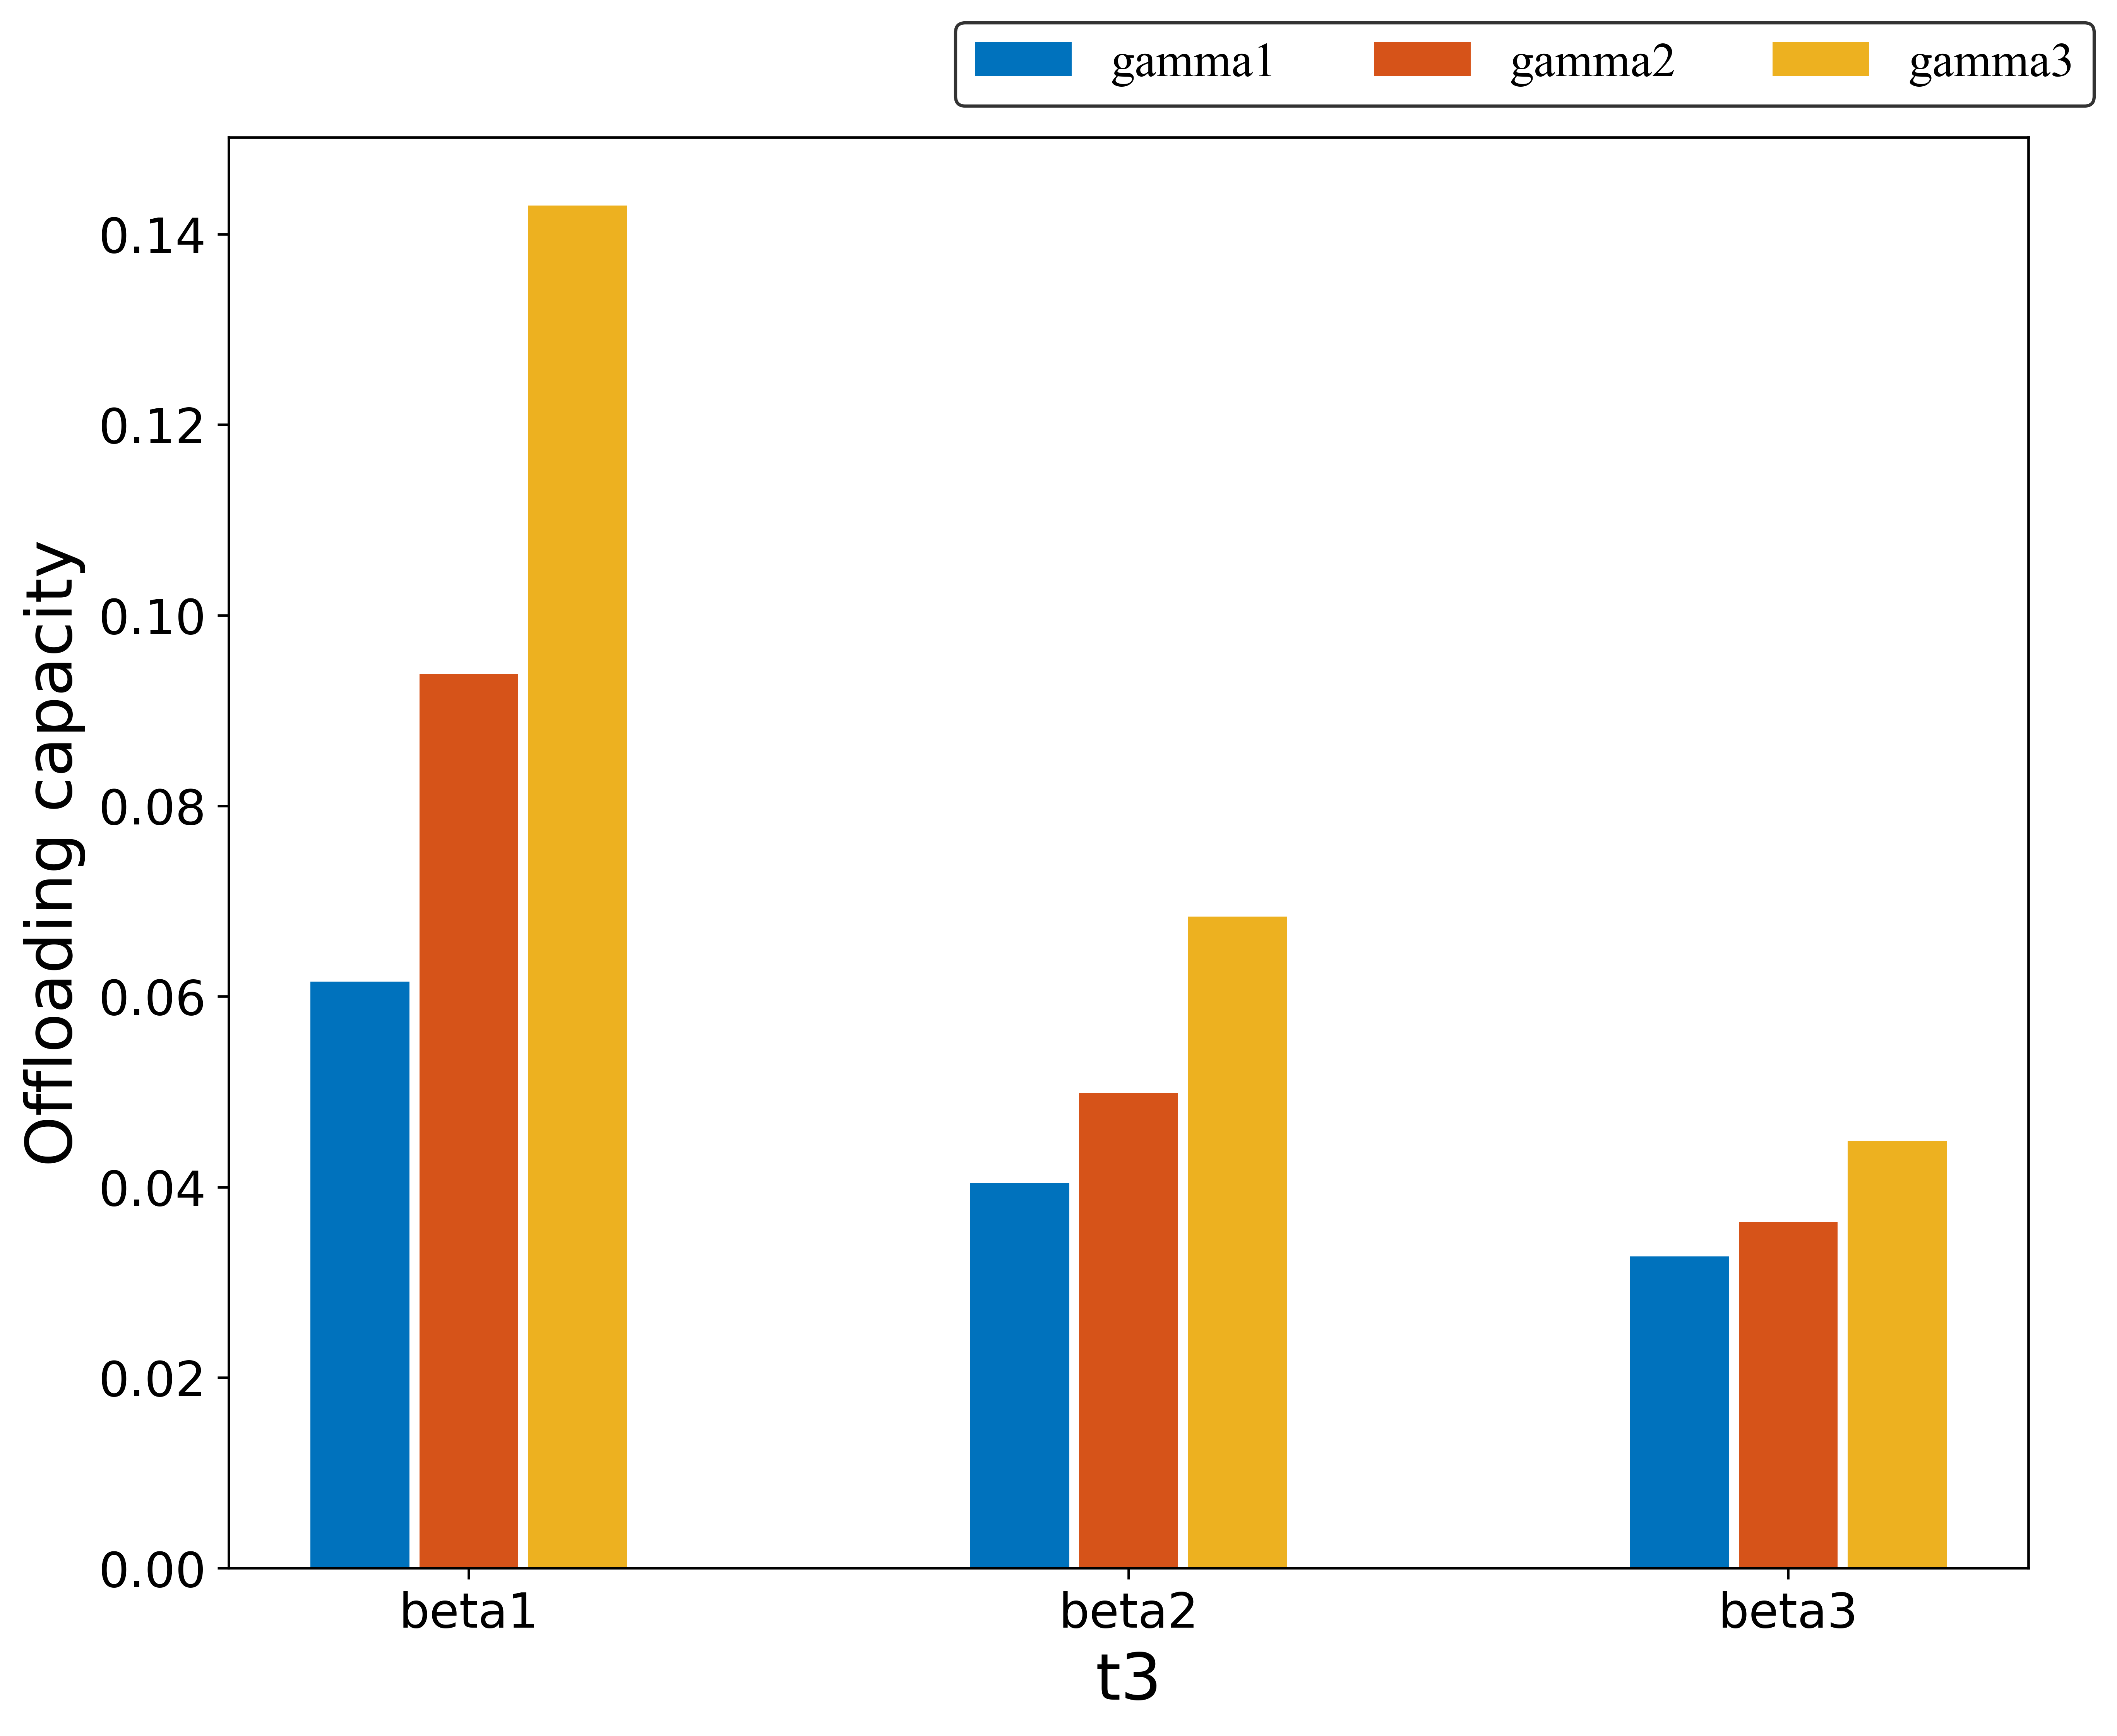 gamma1 gamma2 gamma3
Offloading capacity
0.14
0.12
0.10
0.08
0.06
0.04
0.02
0.00
beta1 beta2 beta3
t3